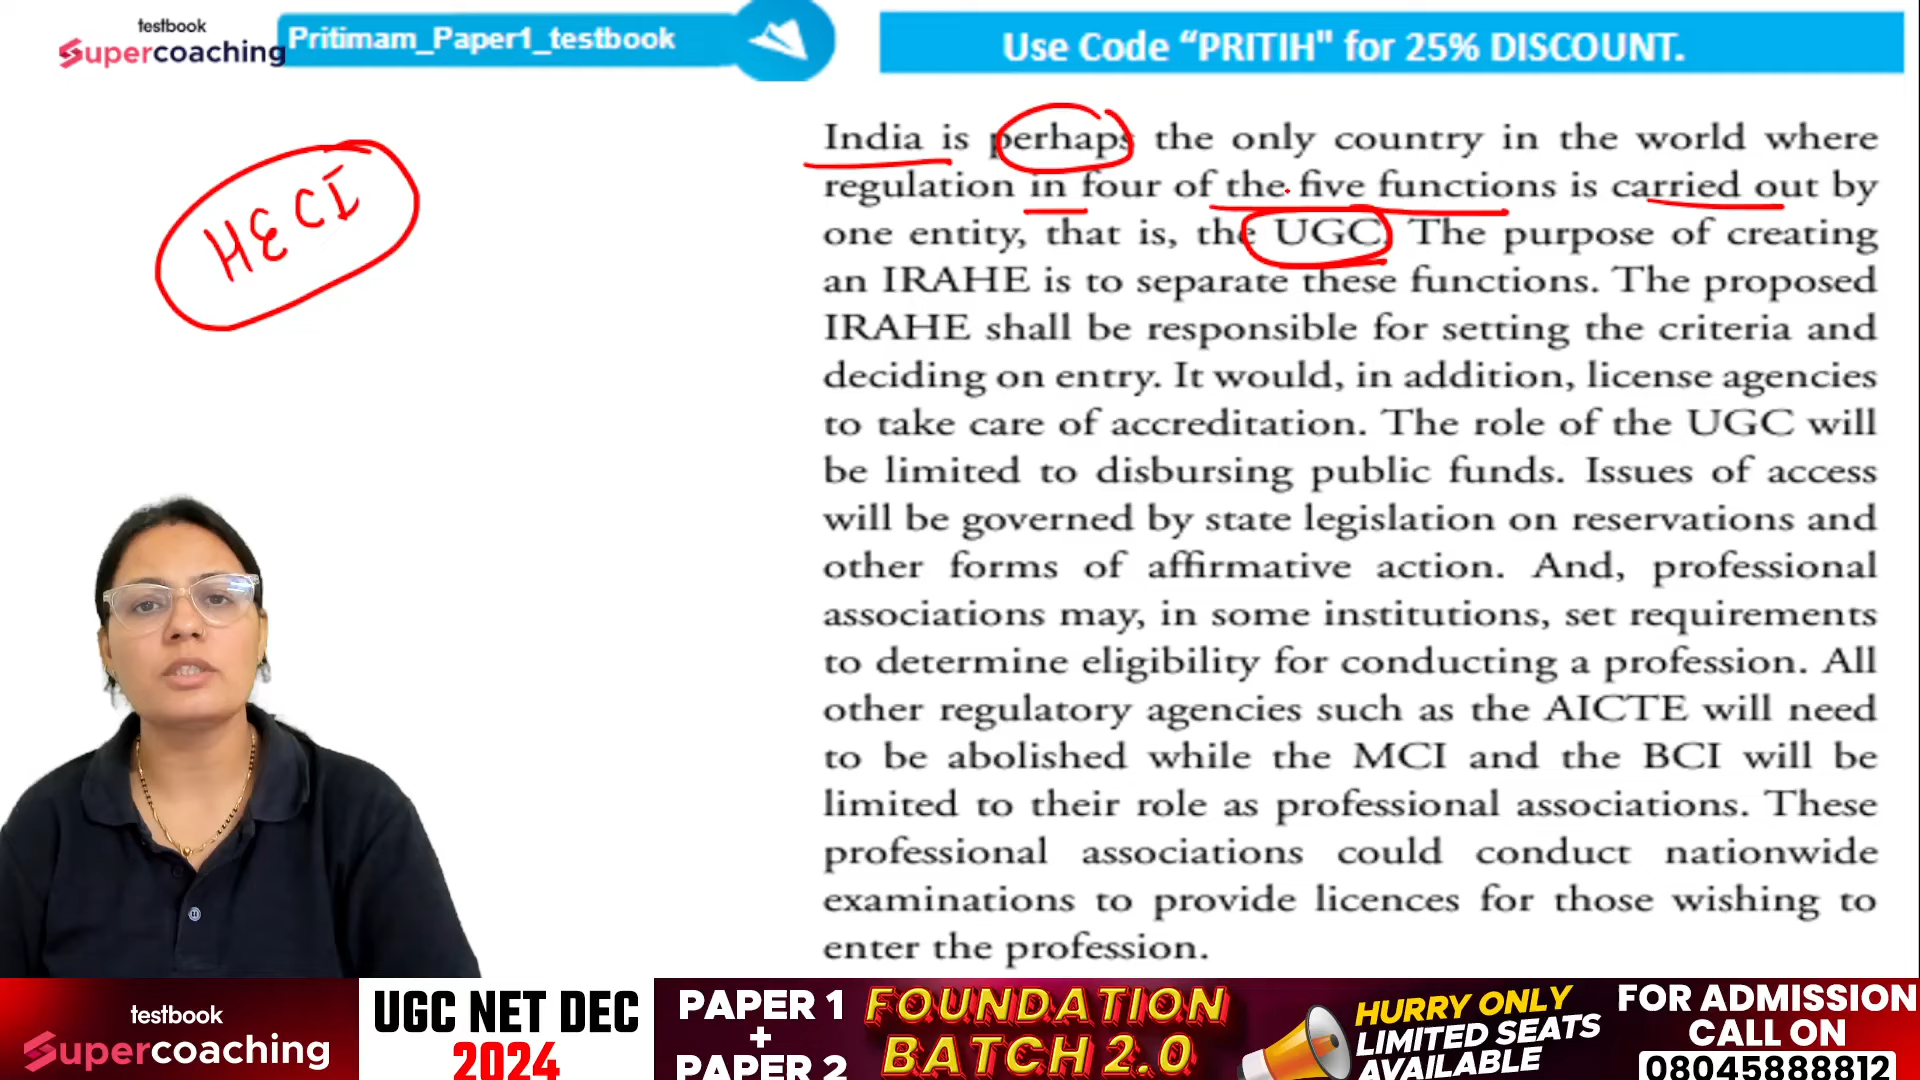 testbook
Supercoaching
Pritimam_Paper1_testbook
Use Code “PRITIH" for 25% DISCOUNT.
HECI
India is perhaps the only country in the world where
regulation in four of the five functions is carried out by
one entity, that is, the UGC. The purpose of creating
an IRAHE is to separate these functions. The proposed
IRAHE shall be responsible for setting the criteria and
deciding on entry. It would, in addition, license agencies
to take care of accreditation. The role of the UGC will
be limited to disbursing public funds. Issues of access
will be governed by state legislation on reservations and
other forms of affirmative action. And, professional
associations may, in some institutions, set requirements
to determine eligibility for conducting a profession. All
other regulatory agencies such as the AICTE will need
to be abolished while the MCI and the BCI will be
limited to their role as professional associations. These
professional associations could conduct nationwide
examinations to provide licences for those wishing to
enter the profession.
testbook
Supercoaching
UGC NET DEC
2024
PAPER 1
+
PAPER 2
FOUNDATION
BATCH 2.0
HURRY ONLY
LIMITED SEATS
AVAILABLE
FOR ADMISSION
CALL ON
08045888812